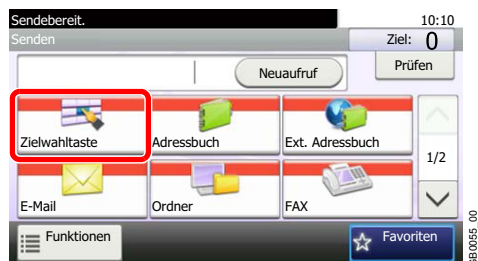 Sendebereit. 10:10
Senden Ziel: 0
Neuaufruf Prüfen
Zielwahltaste Adressbuch Ext. Adressbuch
1/2
E-Mail Ordner FAX
Funktionen Favoriten